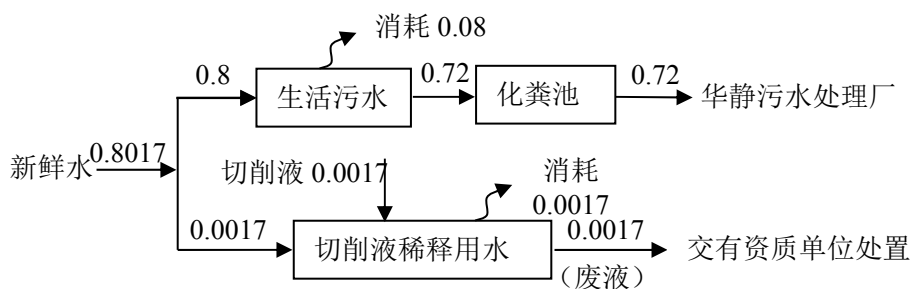 消耗 0.08
0.8
生活污水
0.72
化粪池
0.72
华静污水处理厂
新鲜水
0.8017
切削液 0.0017
消耗
0.0017
0.0017
切削液稀释用水
0.0017
（废液）
交有资质单位处置